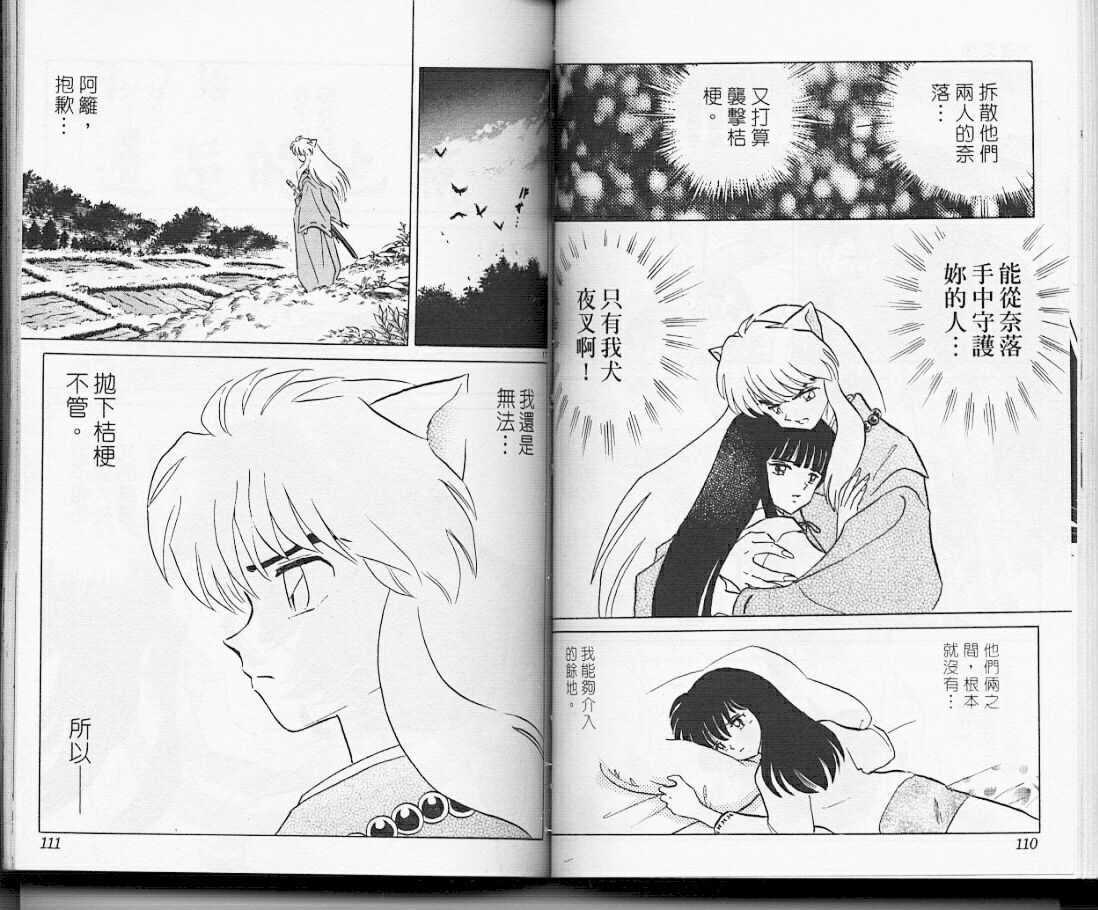 拆散他們
兩人的奈
落…
又打算
襲擊桔
梗。
能從奈落
手中守護
妳的人…
只有我犬
夜叉啊！
他們倆之
間，根本
就沒有…
我能夠介入
的餘地。
110
阿籬，
抱歉…
我還是
無法…
拋下桔梗
不管。
所以——
111